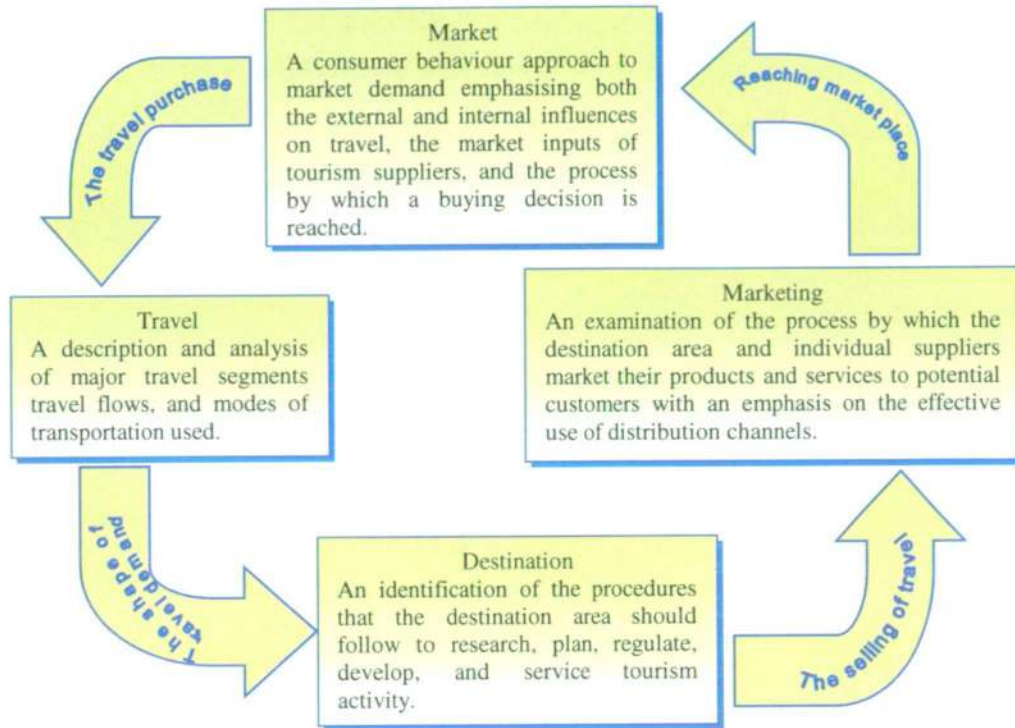 Market
A consumer behaviour approach to
market demand emphasising both
the external and internal influences
on travel, the market inputs of
tourism suppliers, and the process
by which a buying decision is
reached.
The travel purchase
Reaching market place
Travel
A description and analysis
of major travel segments
travel flows, and modes of
transportation used.
Marketing
An examination of the process by which the
destination area and individual suppliers
market their products and services to potential
customers with an emphasis on the effective
use of distribution channels.
The shape of
travel demand
Destination
An identification of the procedures
that the destination area should
follow to research, plan, regulate,
develop, and service tourism
activity.
The selling of travel